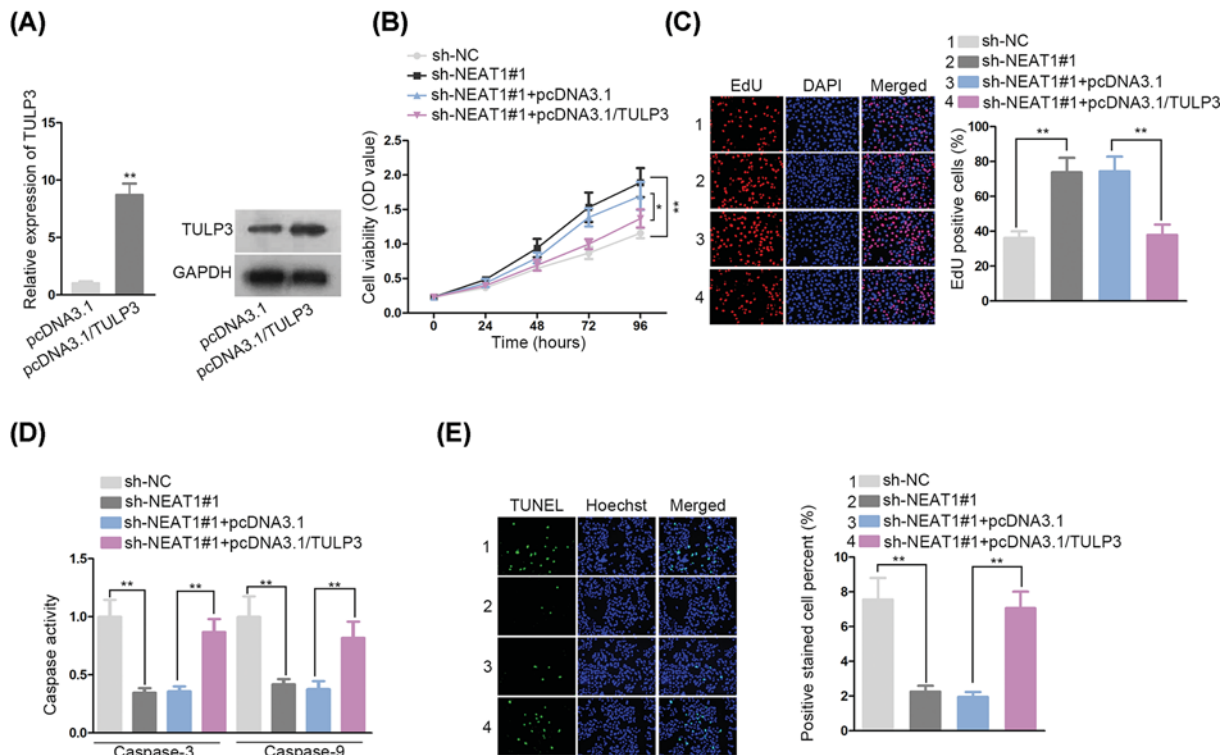 (A)
Relative expression of TULP3
15
10
5
0
**
pcDNA3.1
pcDNA3.1/TULP3
TULP3
GAPDH
pcDNA3.1
pcDNA3.1/TULP3
(B)
sh-NC
sh-NEAT1#1
sh-NEAT1#1+pcDNA3.1
sh-NEAT1#1+pcDNA3.1/TULP3
Cell viability (OD value)
2.5
2.0
1.5
1.0
0.5
0.0
* **
0 24 48 72 96
Time (hours)
(C)
EdU DAPI Merged
1
2
3
4
1 sh-NC
2 sh-NEAT1#1
3 sh-NEAT1#1+pcDNA3.1
4 sh-NEAT1#1+pcDNA3.1/TULP3
EdU positive cells (%)
80
60
40
20
0
** **
(D)
sh-NC
sh-NEAT1#1
sh-NEAT1#1+pcDNA3.1
sh-NEAT1#1+pcDNA3.1/TULP3
Caspase activity
1.5
1.0
0.5
0.0
** ** ** **
Caspase-3 Caspase-9
(E)
TUNEL Hoechst Merged
1
2
3
4
1 sh-NC
2 sh-NEAT1#1
3 sh-NEAT1#1+pcDNA3.1
4 sh-NEAT1#1+pcDNA3.1/TULP3
Positive stained cell percent (%)
10
8
6
4
2
0
** **